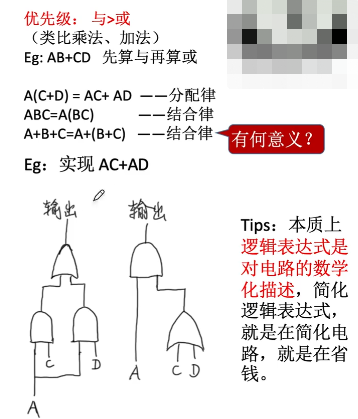 优先级：与>或
（类比乘法、加法）
Eg: AB+CD 先算与再算或
A(C+D) = AC+ AD ——分配律
ABC=A(BC) ——结合律
A+B+C=A+(B+C) ——结合律
有何意义？
Eg：实现 AC+AD
输出 输出
C D A C D
A
Tips：本质上
逻辑表达式是
对电路的数学
化描述，简化
逻辑表达式，
就是在简化电
路，就是在省
钱。